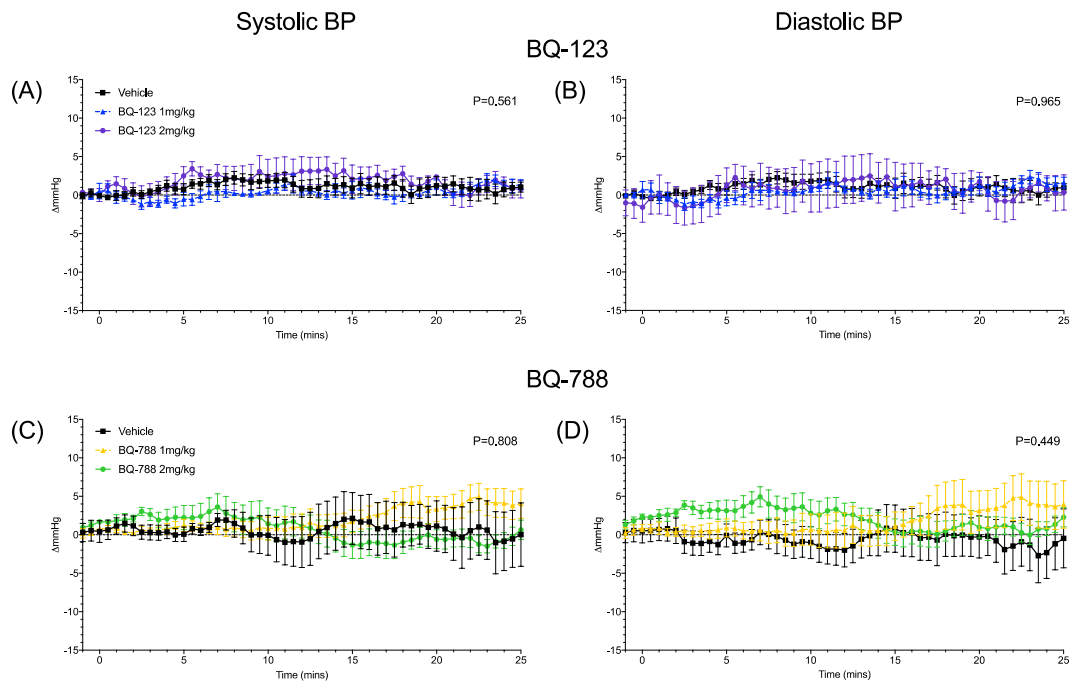 Systolic BP
Diastolic BP
BQ-123
(A)
15
10
5
0
-5
-10
-15
ΔmmHg
Vehicle
BQ-123 1mg/kg
BQ-123 2mg/kg
P=0.561
0
5
10
15
20
25
Time (mins)
(B)
15
10
5
0
-5
-10
-15
ΔmmHg
P=0.965
0
5
10
15
20
25
Time (mins)
BQ-788
(C)
15
10
5
0
-5
-10
-15
ΔmmHg
Vehicle
BQ-788 1mg/kg
BQ-788 2mg/kg
P=0.808
0
5
10
15
20
25
Time (mins)
(D)
15
10
5
0
-5
-10
-15
ΔmmHg
P=0.449
0
5
10
15
20
25
Time (mins)